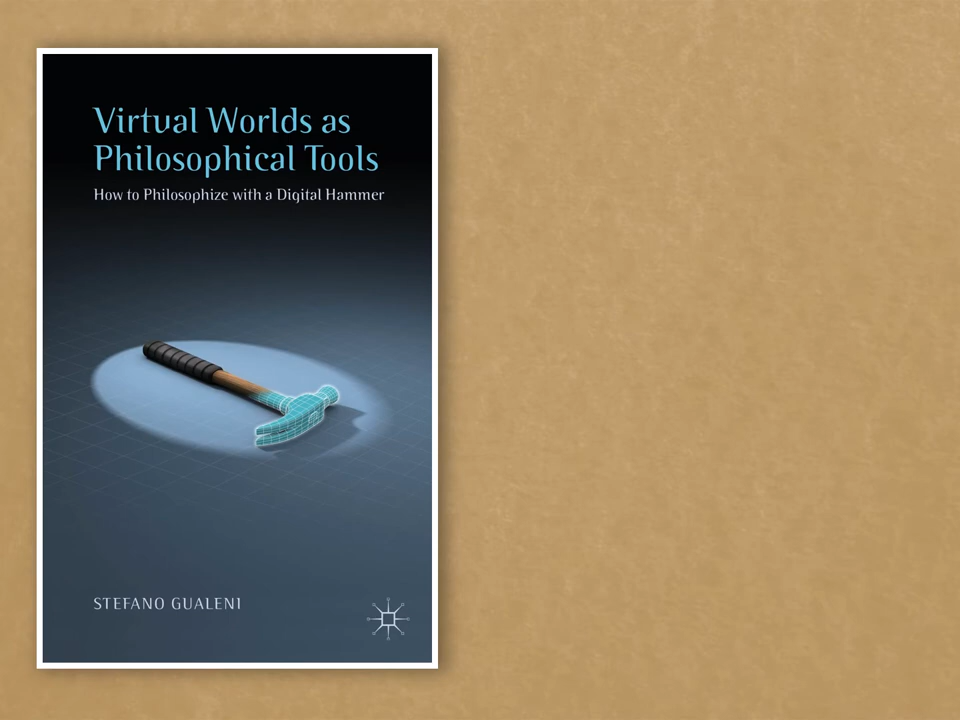 Virtual Worlds as
Philosophical Tools
How to Philosophize with a Digital Hammer
STEFANO GUALENI